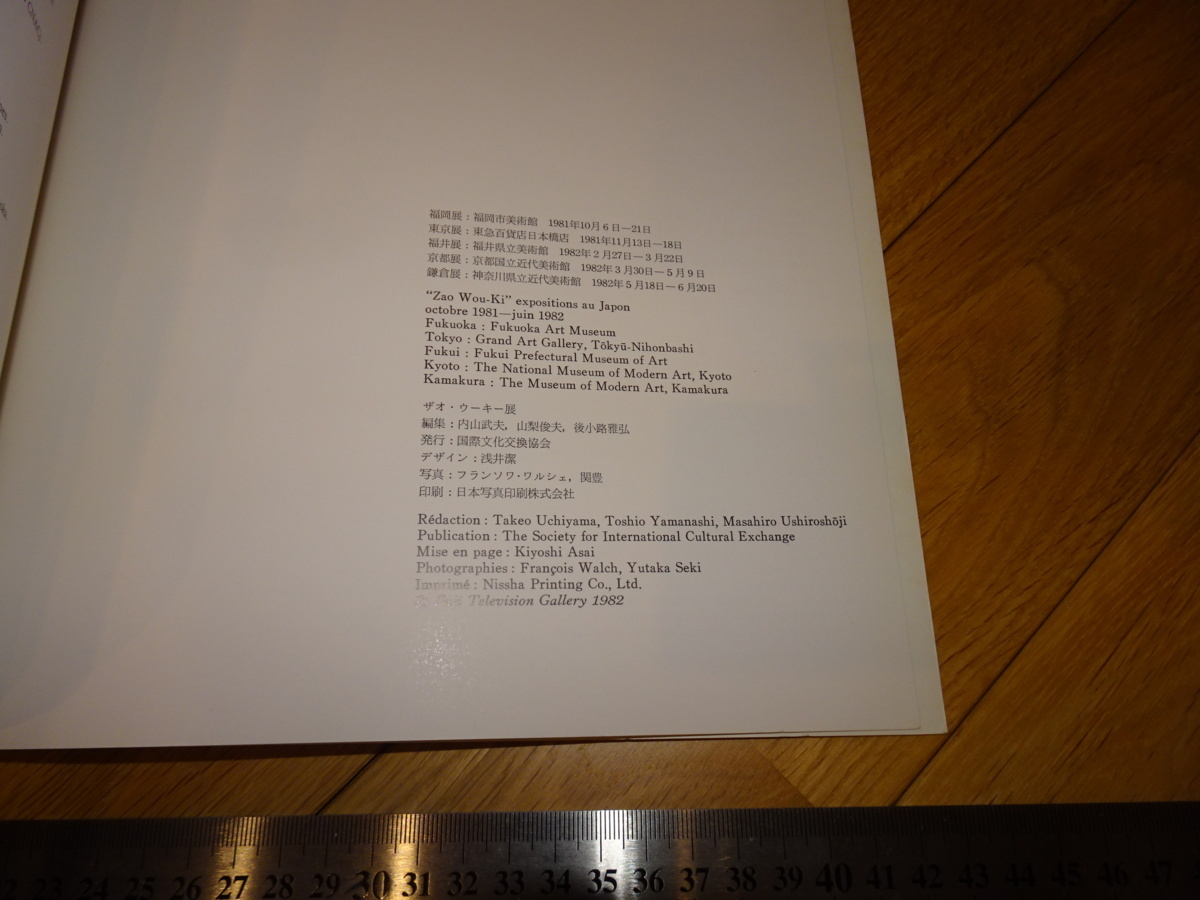 福岡展：福岡市美術館　1981年10月6日—21日
東京展：東急百貨店日本橋店　1981年11月13日—18日
福井展：福井県立美術館　1982年2月27日—3月22日
京都展：京都国立近代美術館　1982年3月30日—5月9日
鎌倉展：神奈川県立近代美術館　1982年5月18日—6月20日
“Zao Wou-Ki” expositions au Japon
octobre 1981—juin 1982
Fukuoka : Fukuoka Art Museum
Tokyo : Grand Art Gallery, Tōkyū-Nihonbashi
Fukui : Fukui Prefectural Museum of Art
Kyoto : The National Museum of Modern Art, Kyoto
Kamakura : The Museum of Modern Art, Kamakura
ザオ・ウーキー展
編集：内山武夫，山梨俊夫，後小路雅弘
発行：国際文化交換協会
デザイン：浅井潔
写真：フランソワ・ワルシェ，関豊
印刷：日本写真印刷株式会社
Rédaction : Takeo Uchiyama, Toshio Yamanashi, Masahiro Ushiroshōji
Publication : The Society for International Cultural Exchange
Mise en page : Kiyoshi Asai
Photographies : François Walch, Yutaka Seki
Imprimé : Nissha Printing Co., Ltd.
Television Gallery 1982
23 24 25 26 27 28 29 30 31 32 33 34 35 36 37 38 39 40 41 42 43 44 45 46 47